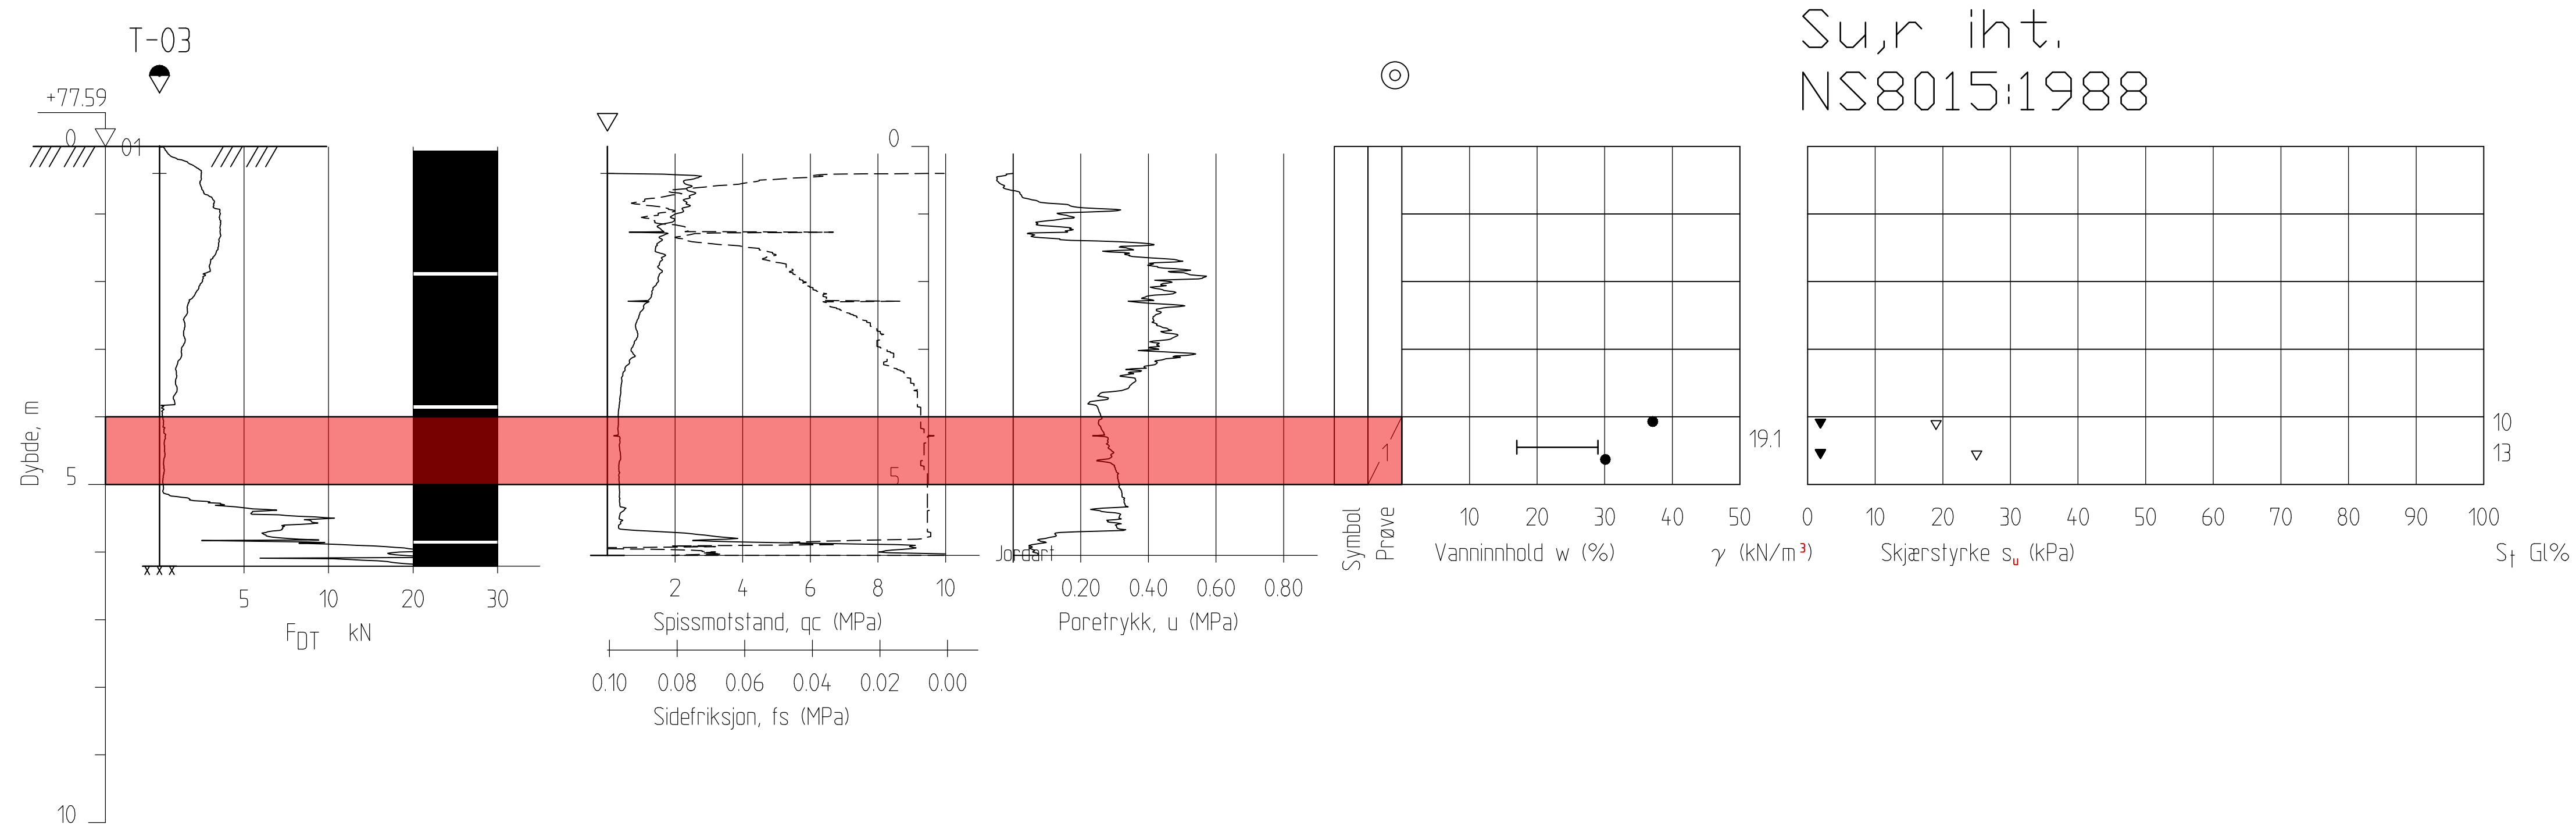 T-03
Su,r iht.
NS8015:1988
+77.59
0
01
0
Dybde, m
5
5
1
10
5 10 20 30
F DT kN
x x x
2 4 6 8 10
Spissmotstand, qc (MPa)
0.10 0.08 0.06 0.04 0.02 0.00
Sidefriksjon, fs (MPa)
Jordart
0.20 0.40 0.60 0.80
Poretrykk, u (MPa)
Symbol
Prøve
10 20 30 40 50
Vanninnhold w (%)
19.1
γ (kN/m³)
0 10 20 30 40 50 60 70 80 90 100
Skjærstyrke su (kPa)
10
13
St Gl%